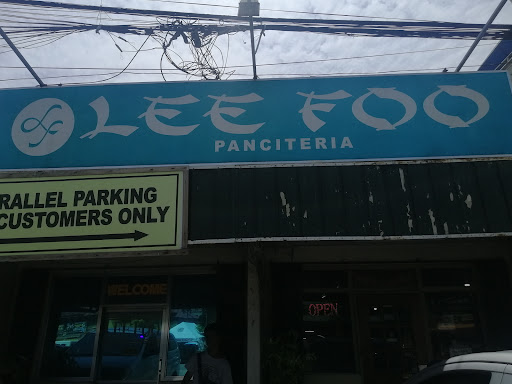 LEE FOO
PANCITERIA
RALLEL PARKING
CUSTOMERS ONLY
WELCOME
OPEN